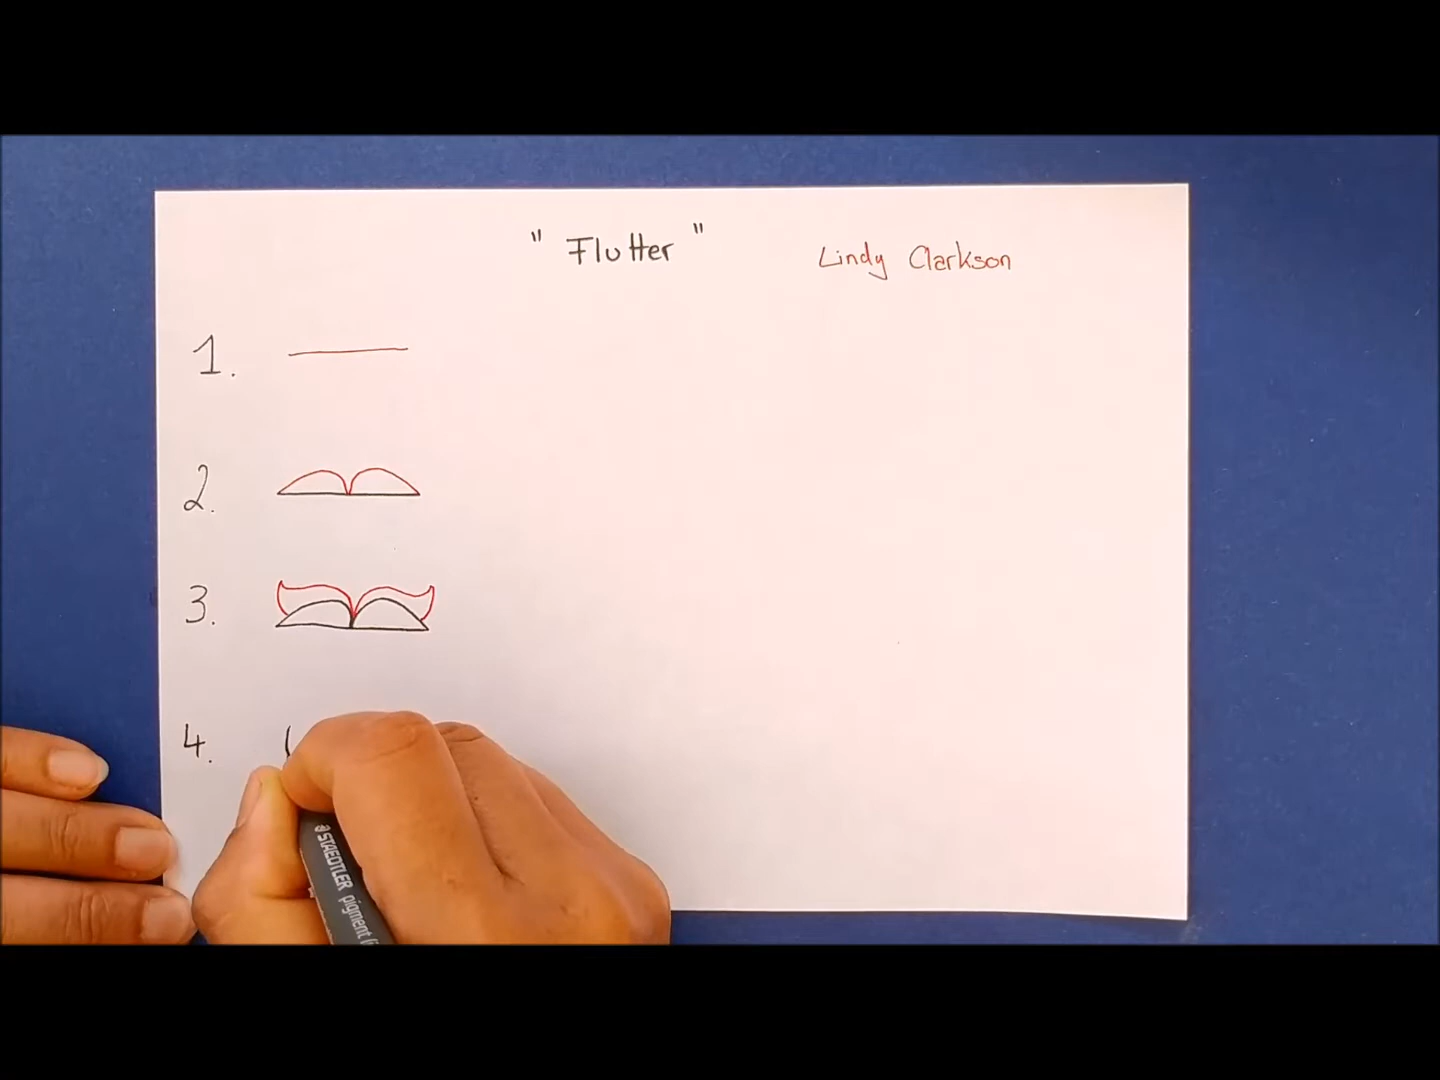 " Flutter"
Lindy Clarkson
1.
2.
3.
4.
STAEDTLER pigment